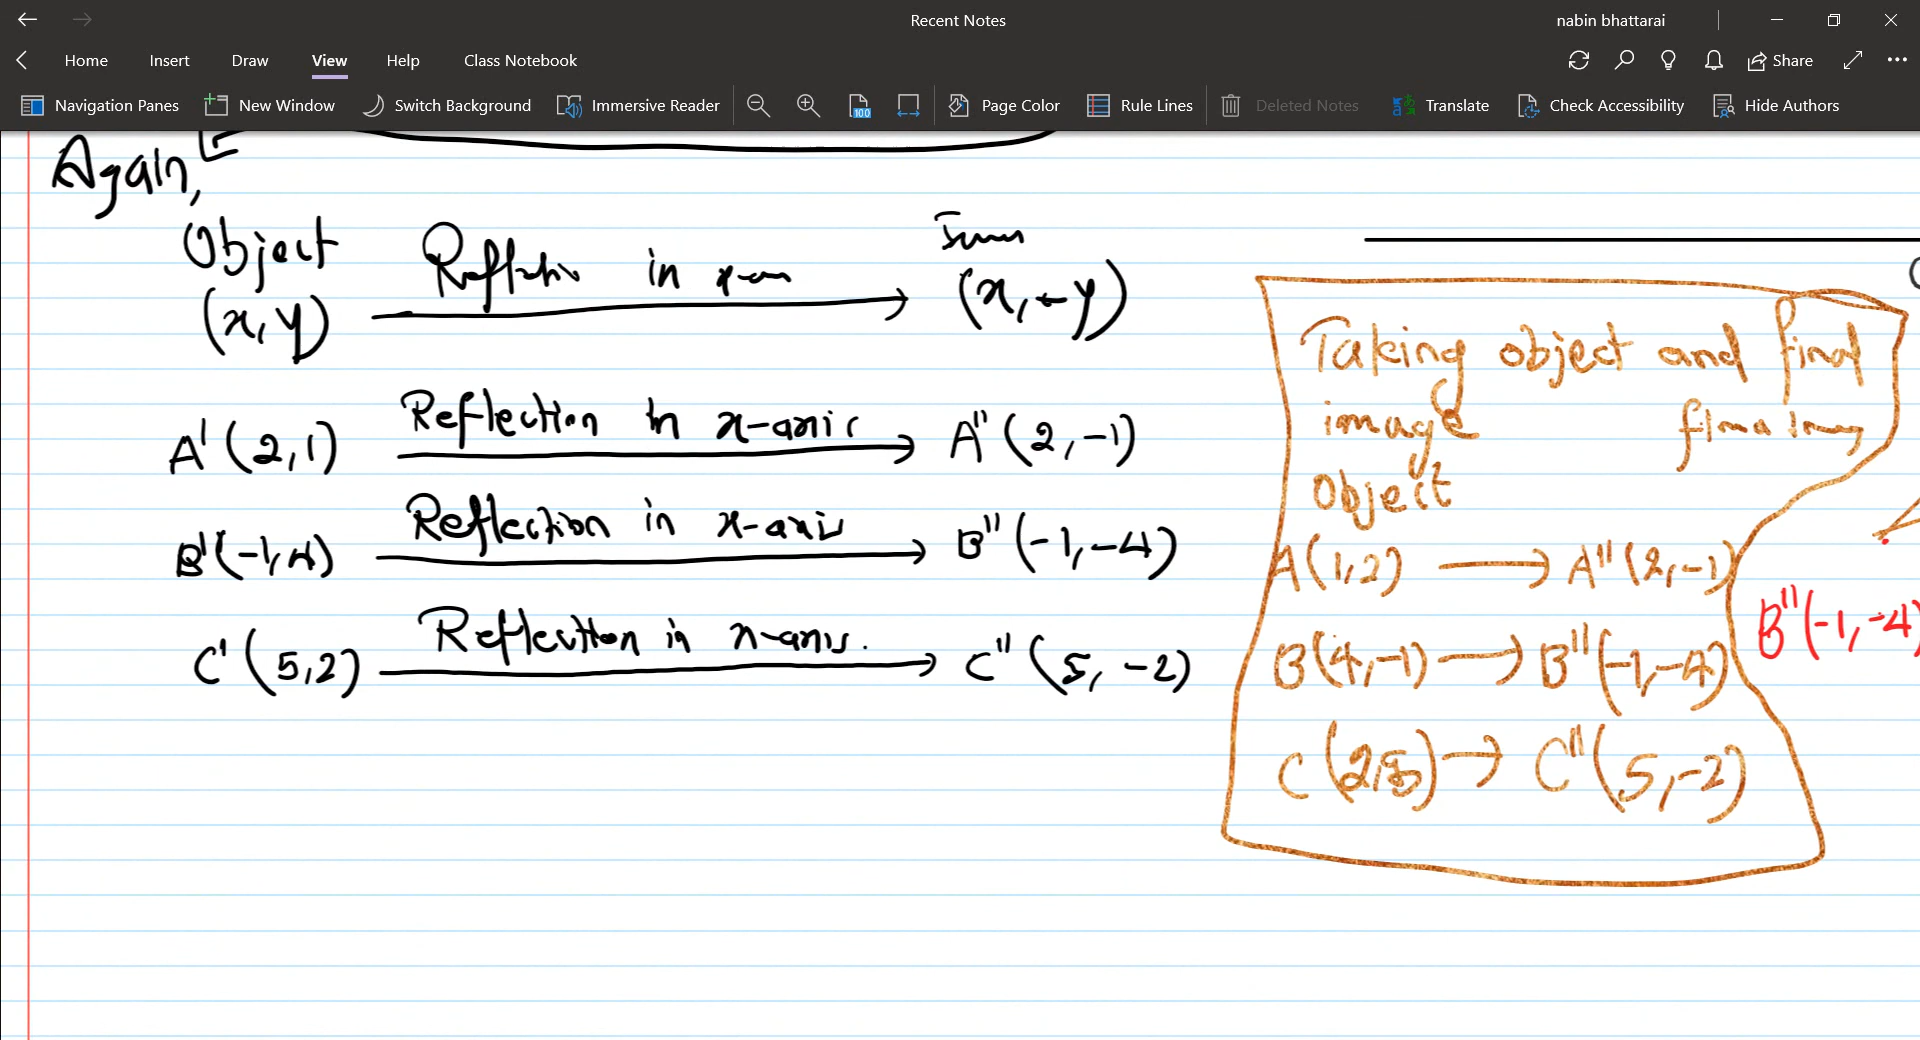 Recent Notes
nabin bhattarai
Home Insert Draw View Help Class Notebook
Share
Navigation Panes New Window Switch Background Immersive Reader Page Color Rule Lines Deleted Notes Translate Check Accessibility Hide Authors
Again,
Object in
(x,y) (x,-y)
A'(2,1) Reflection in x-axis A''(2,-1)
B'(-1,4) Reflection in x-axis B''(-1,-4)
C'(5,2) Reflection in x-axis. C''(5,-2)
Taking object and final
image
Object
A(1,2) → A''(2,-1)
B(4,-1) → B''(-1,-4)
C(2,5) → C''(5,-2)
B''(-1,-4)